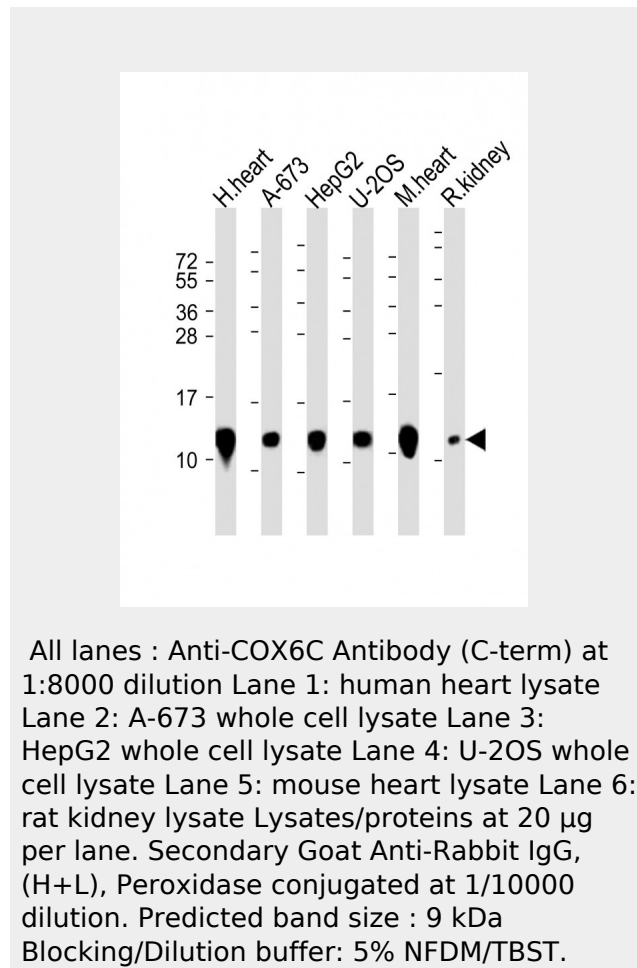 H.heart A-673 HepG2 U-2OS M.heart R.kidney
72
55
36
28
17
10
All lanes : Anti-COX6C Antibody (C-term) at
1:8000 dilution Lane 1: human heart lysate
Lane 2: A-673 whole cell lysate Lane 3:
HepG2 whole cell lysate Lane 4: U-2OS whole
cell lysate Lane 5: mouse heart lysate Lane 6:
rat kidney lysate Lysates/proteins at 20 µg
per lane. Secondary Goat Anti-Rabbit IgG,
(H+L), Peroxidase conjugated at 1/10000
dilution. Predicted band size : 9 kDa
Blocking/Dilution buffer: 5% NFDM/TBST.